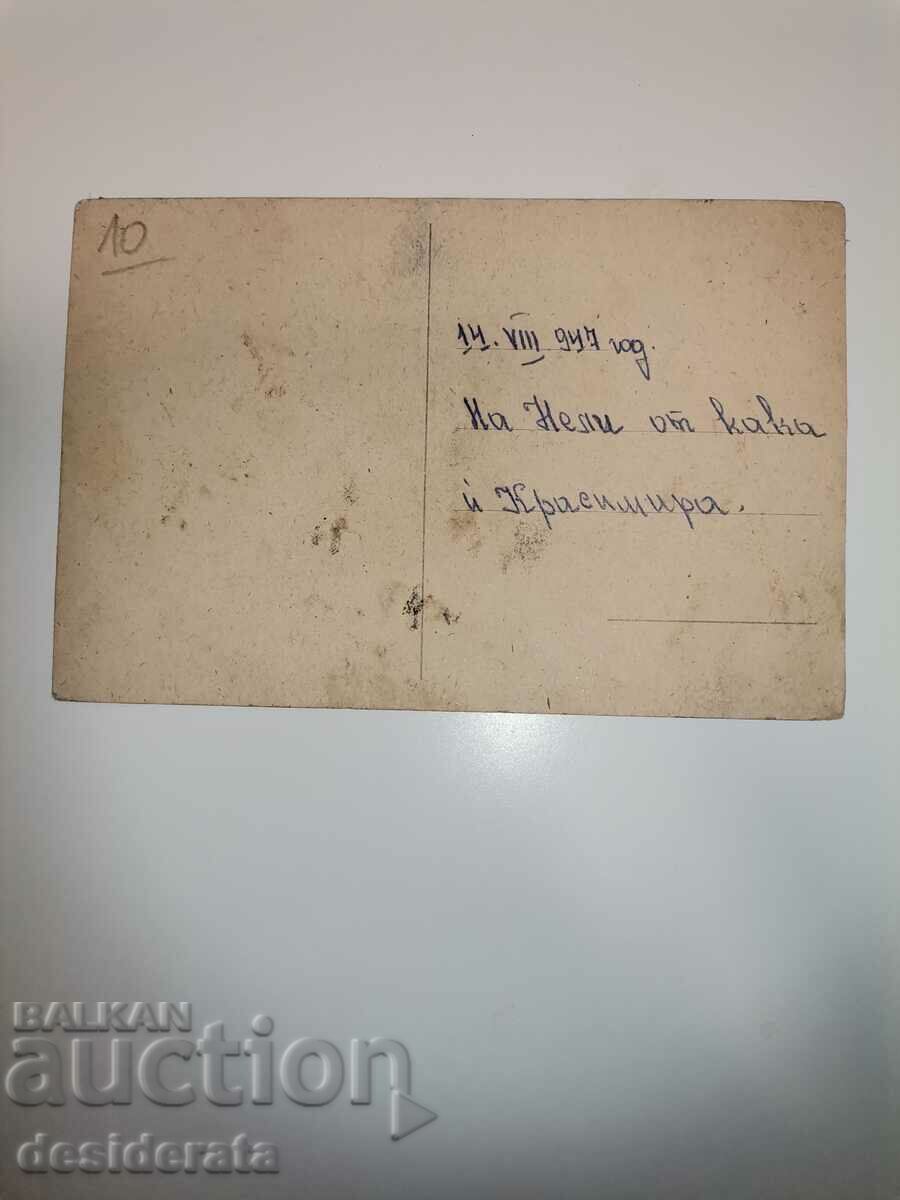 10
14. VIII 947 год.
На Нели от кака
ѝ Красимира.
BALKAN
auction
desiderata